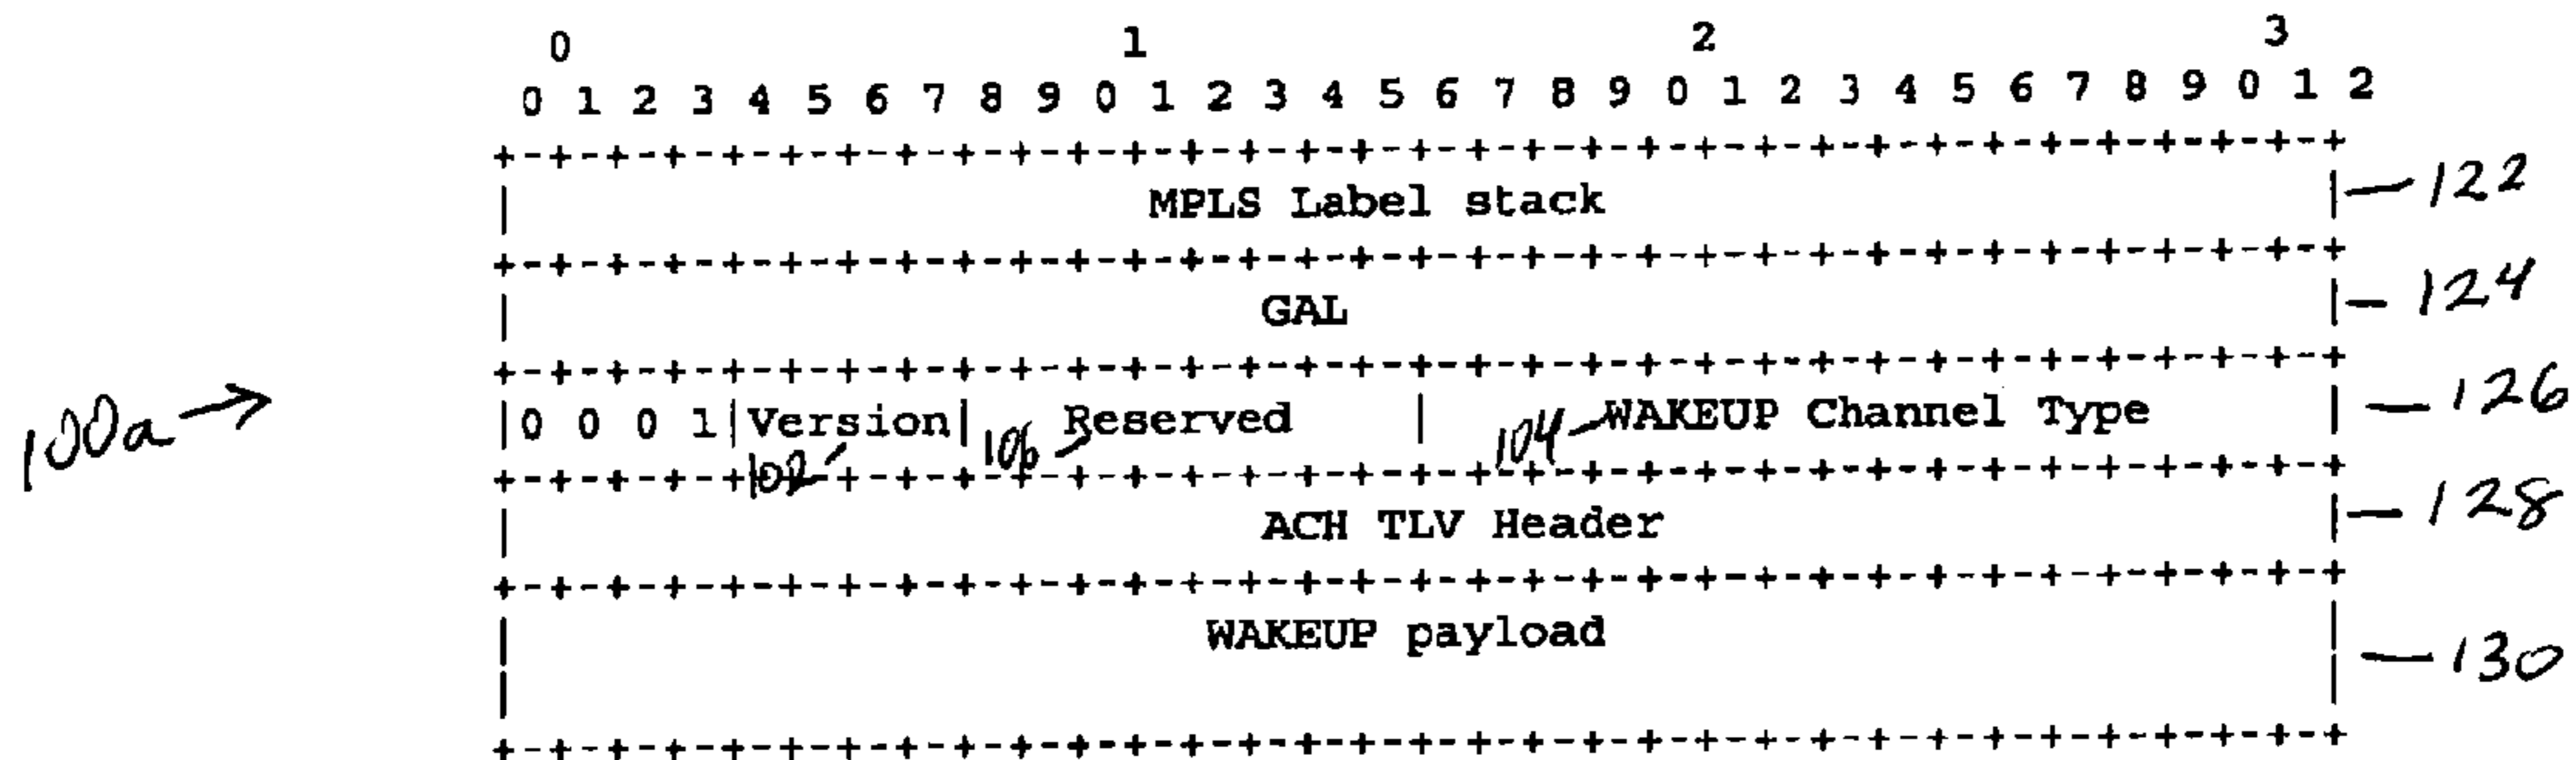 0 1 2 3
0 1 2 3 4 5 6 7 8 9 0 1 2 3 4 5 6 7 8 9 0 1 2 3 4 5 6 7 8 9 0 1 2
+-+-+-+-+-+-+-+-+-+-+-+-+-+-+-+-+-+-+-+-+-+-+-+-+-+-+-+-+-+-+-+-+
| MPLS Label stack | — 122
+-+-+-+-+-+-+-+-+-+-+-+-+-+-+-+-+-+-+-+-+-+-+-+-+-+-+-+-+-+-+-+-+
| GAL | — 124
+-+-+-+-+-+-+-+-+-+-+-+-+-+-+-+-+-+-+-+-+-+-+-+-+-+-+-+-+-+-+-+-+
100a → |0 0 0 1|Version| 106 Reserved | 104 WAKEUP Channel Type | — 126
+-+-+-+-+102-+-+-+-+-+-+-+-+-+-+-+-+-+-+-+-+-+-+-+-+-+-+-+-+-+-+
| ACH TLV Header | — 128
+-+-+-+-+-+-+-+-+-+-+-+-+-+-+-+-+-+-+-+-+-+-+-+-+-+-+-+-+-+-+-+-+
| WAKEUP payload | — 130
+-+-+-+-+-+-+-+-+-+-+-+-+-+-+-+-+-+-+-+-+-+-+-+-+-+-+-+-+-+-+-+-+